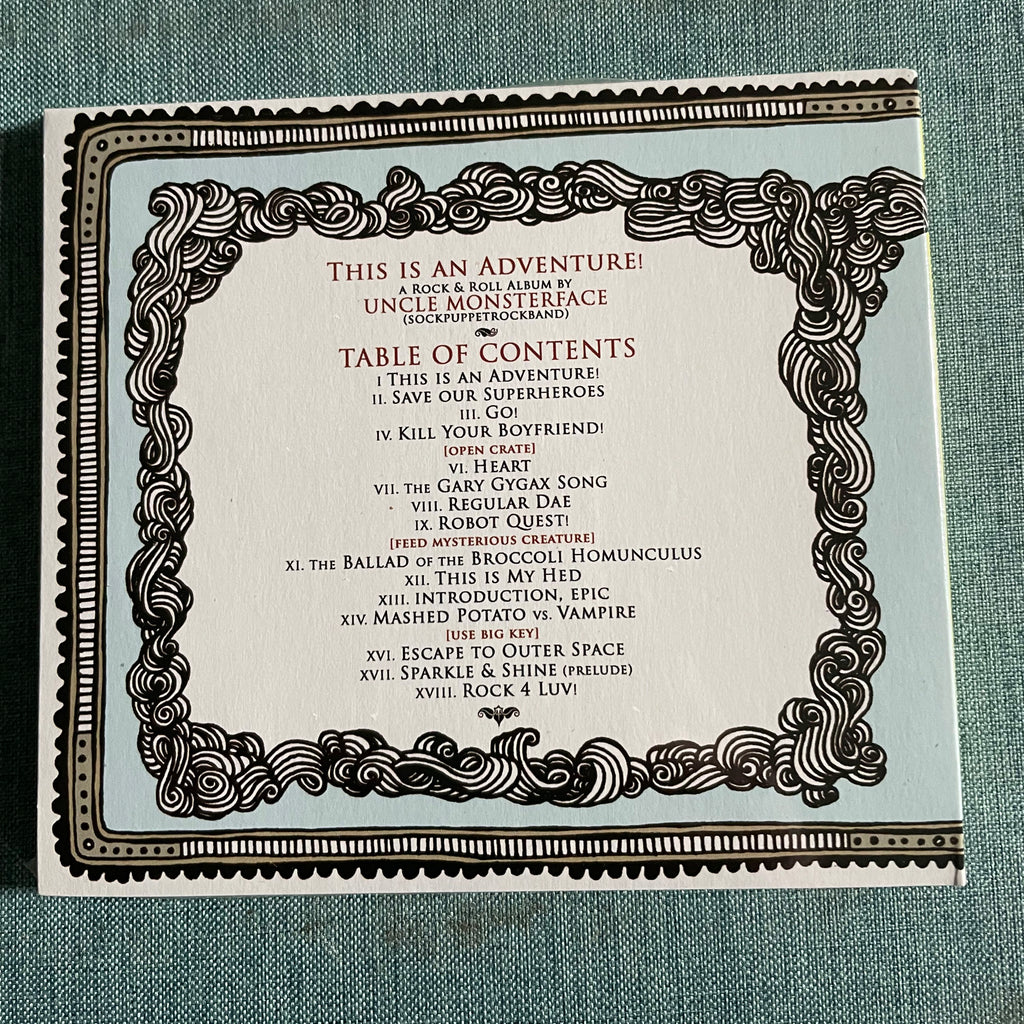 This is an Adventure!
a Rock & Roll Album by
Uncle Monsterface
(sockpuppetrockband)
Table of Contents
I This is an Adventure!
II. Save our Superheroes
III. Go!
IV. Kill Your Boyfriend!
[open crate]
VI. Heart
VII. the Gary Gygax Song
VIII. Regular Dae
IX. Robot Quest!
[feed mysterious creature]
XI. the Ballad of the Broccoli Homunculus
XII. This is My Hed
XIII. introduction, epic
XIV. Mashed Potato vs. Vampire
[use big key]
XVI. Escape to Outer Space
XVII. Sparkle & Shine (prelude)
XVIII. Rock 4 Luv!